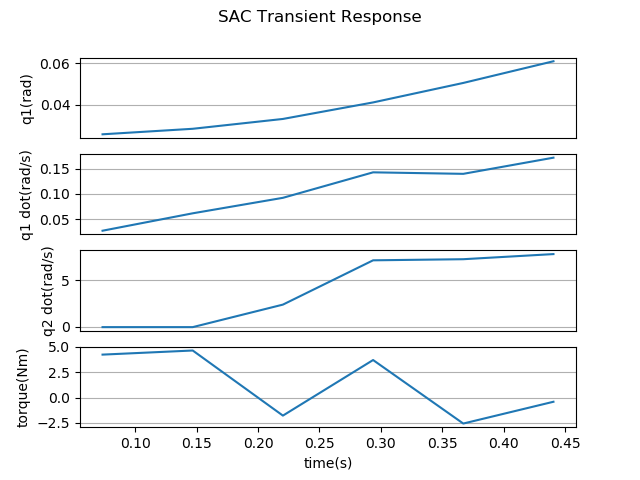 SAC Transient Response
q1(rad)
0.06
0.04
q1 dot(rad/s)
0.15
0.10
0.05
q2 dot(rad/s)
5
0
torque(Nm)
5.0
2.5
0.0
−2.5
0.10 0.15 0.20 0.25 0.30 0.35 0.40 0.45
time(s)